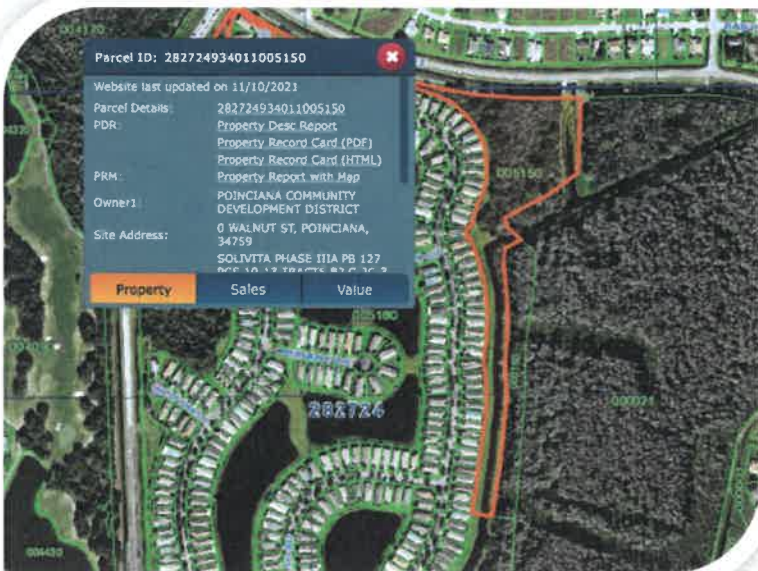 Parcel ID: 282724934011005150
Website last updated on 11/10/2021
Parcel Details: 282724934011005150
PDR: Property Desc Report
Property Record Card (PDF)
Property Record Card (HTML)
PRM: Property Report with Map
Owner1: POINCIANA COMMUNITY
DEVELOPMENT DISTRICT
Site Address: 0 WALNUT ST, POINCIANA,
34759
SOLIVITA PHASE IIIA PB 127
Property Sales Value
005150
282724